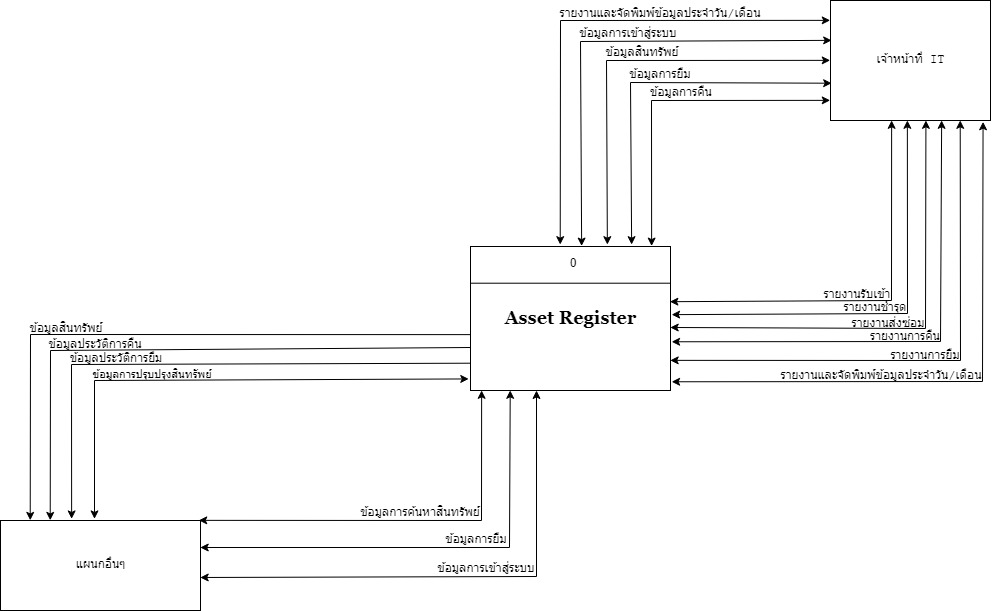 รายงานและจัดพิมพ์ข้อมูลประจำวัน/เดือน
ข้อมูลการเข้าสู่ระบบ
ข้อมูลสินทรัพย์
เจ้าหน้าที่ IT
ข้อมูลการยืม
ข้อมูลการคืน
0
Asset Register
รายงานรับเข้า
รายงานชำรุด
รายงานส่งซ่อม
รายงานการคืน
รายงานการยืม
รายงานและจัดพิมพ์ข้อมูลประจำวัน/เดือน
ข้อมูลสินทรัพย์
ข้อมูลประวัติการคืน
ข้อมูลประวัติการยืม
ข้อมูลการปรุปปรุงสินทรัพย์
ข้อมูลการค้นหาสินทรัพย์
ข้อมูลการยืม
ข้อมูลการเข้าสู่ระบบ
แผนกอื่นๆ